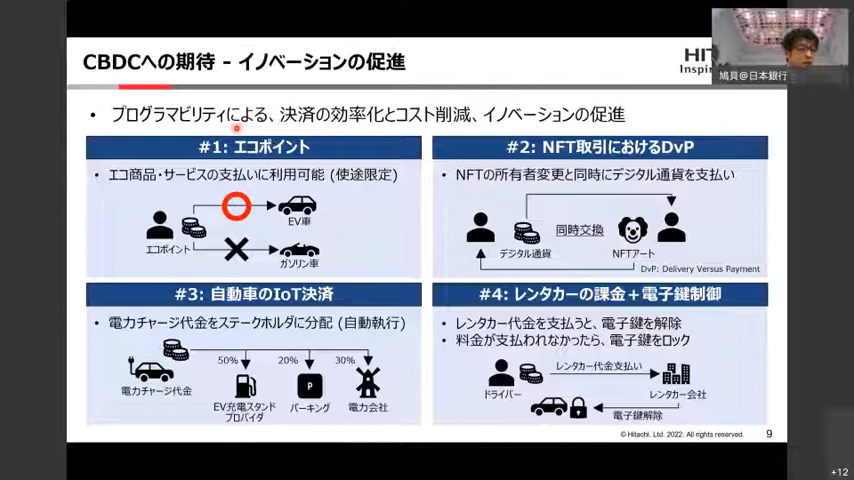 CBDCへの期待 - イノベーションの促進
鳩貝@日本銀行
• プログラマビリティによる、決済の効率化とコスト削減、イノベーションの促進
#1: エコポイント
• エコ商品・サービスの支払いに利用可能 (使途限定)
エコポイント
EV車
ガソリン車
#2: NFT取引におけるDvP
• NFTの所有者変更と同時にデジタル通貨を支払い
同時交換
デジタル通貨
NFTアート
DvP: Delivery Versus Payment
#3: 自動車のIoT決済
• 電力チャージ代金をステークホルダに分配 (自動執行)
50%
20%
30%
P
電力チャージ代金
EV充電スタンド
プロバイダ
パーキング
電力会社
#4: レンタカーの課金+電子鍵制御
• レンタカー代金を支払うと、電子鍵を解除
• 料金が支払われなかったら、電子鍵をロック
レンタカー代金支払い
ドライバー
レンタカー会社
電子鍵解除
© Hitachi, Ltd. 2022. All rights reserved.
9
+12